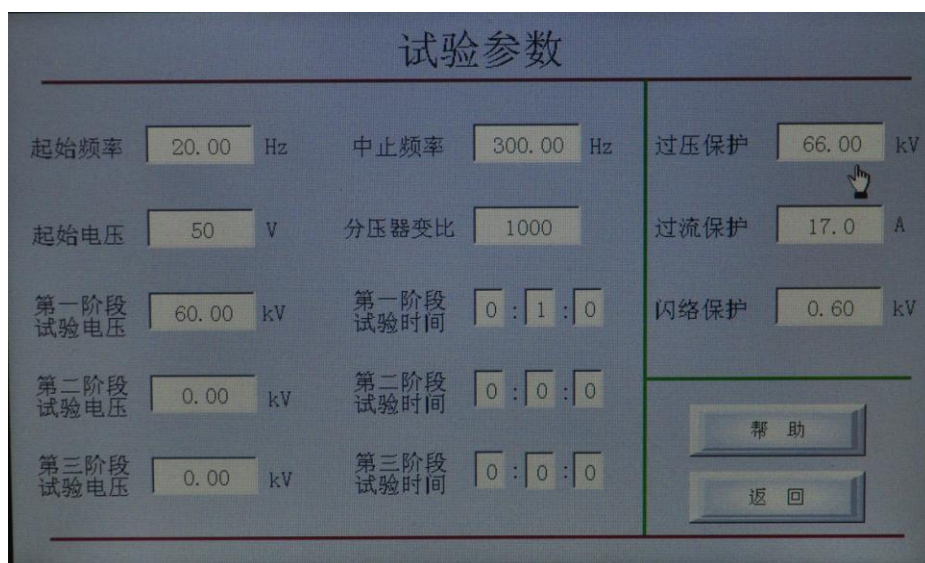 试验参数
起始频率 20.00 Hz 中止频率 300.00 Hz 过压保护 66.00 kV
起始电压 50 V 分压器变比 1000 过流保护 17.0 A
第一阶段
试验电压 60.00 kV
第一阶段
试验时间 0 : 1 : 0
闪络保护 0.60 kV
第二阶段
试验电压 0.00 kV
第二阶段
试验时间 0 : 0 : 0
第三阶段
试验电压 0.00 kV
第三阶段
试验时间 0 : 0 : 0
帮 助
返 回